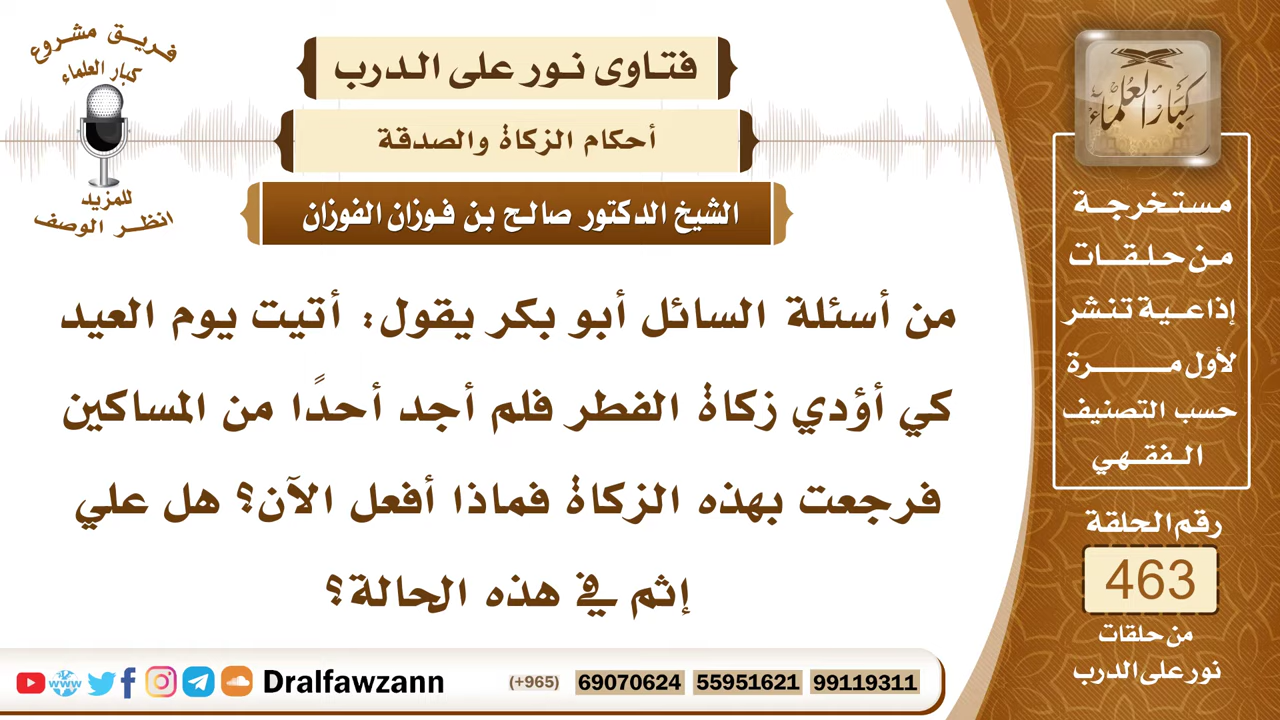 فريق مشروع
كبار العلماء
للمزيد
انظر الوصف
فتاوى نور على الدرب
أحكام الزكاة والصدقة
الشيخ الدكتور صالح بن فوزان الفوزان
من أسئلة السائل أبو بكر يقول: أتيت يوم العيد
كي أؤدي زكاة الفطر فلم أجد أحدًا من المساكين
فرجعت بهذه الزكاة فماذا أفعل الآن؟ هل علي
إثم في هذه الحالة؟
كبار العلماء
مستخرجة
من حلقات
إذاعية تنشر
لأول مرة
حسب التصنيف
الفقهي
رقم الحلقة
463
من حلقات
نور على الدرب
www Dralfawzann (+965) 69070624 55951621 99119311